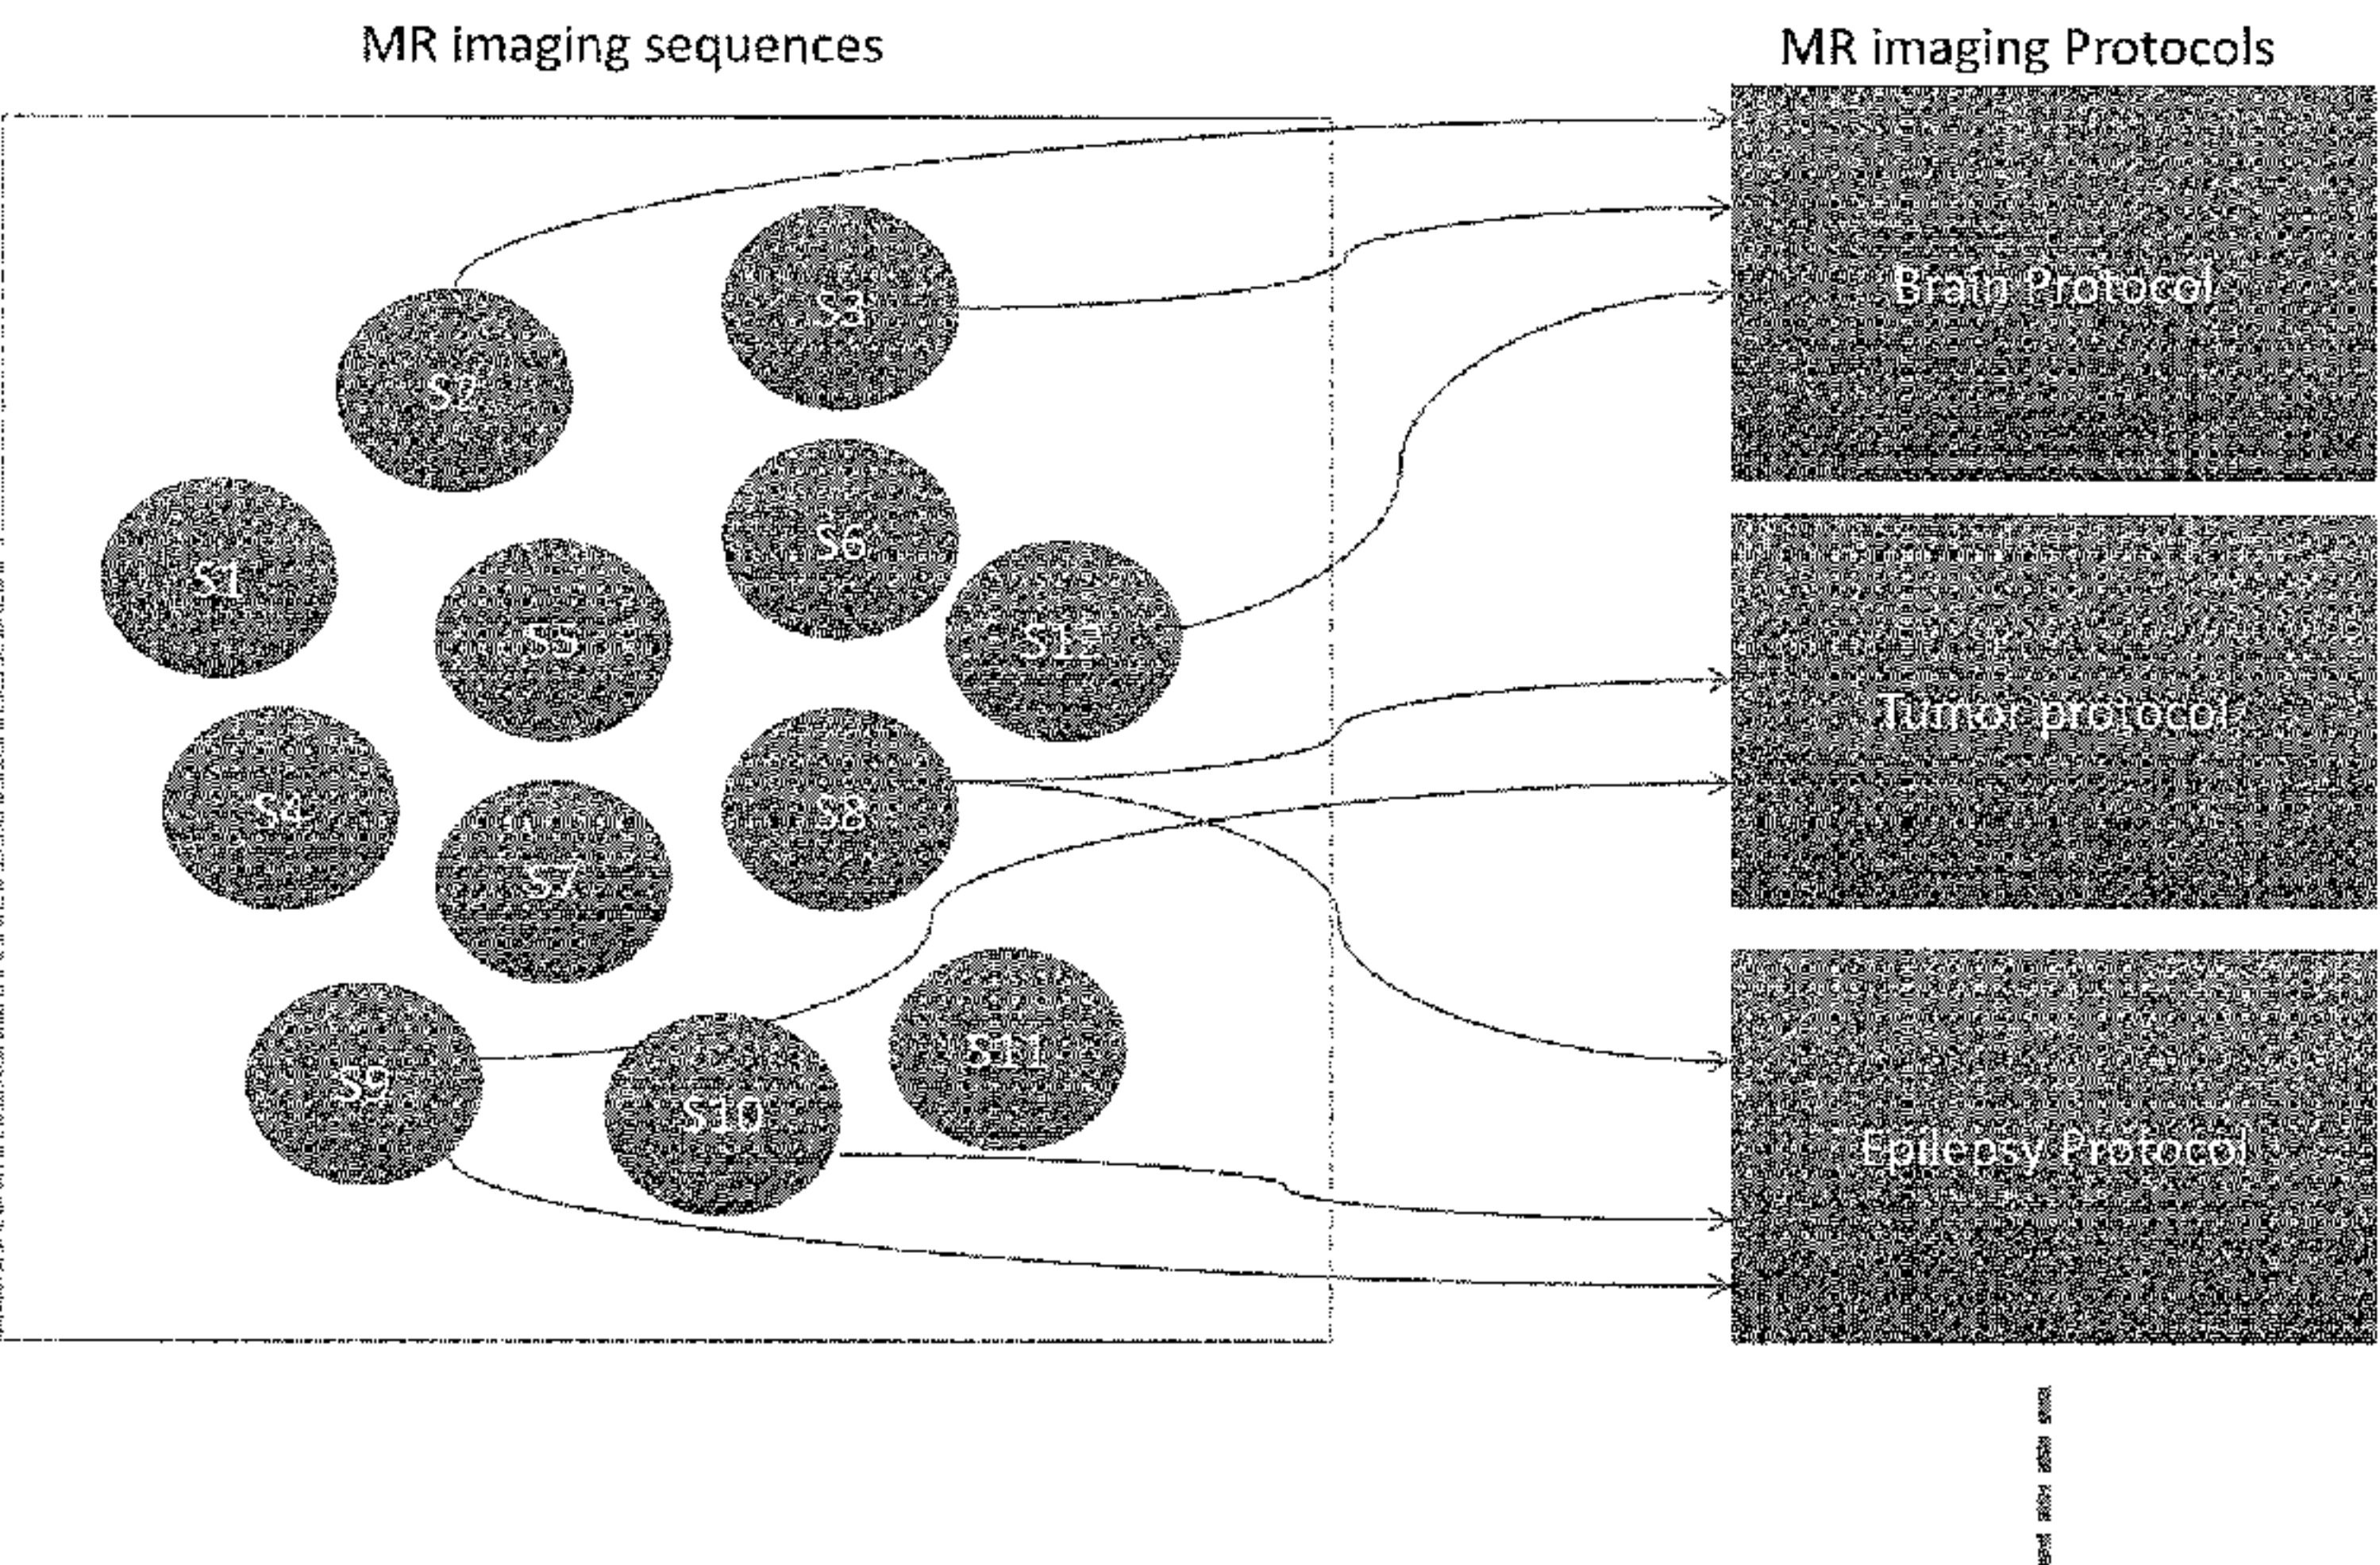 MR imaging sequences
MR imaging Protocols
S3
Brain Protocol
S2
S6
S1
S5
S12
Tumor protocol
S4
S8
S7
S11
S9
S10
Epilepsy Protocol